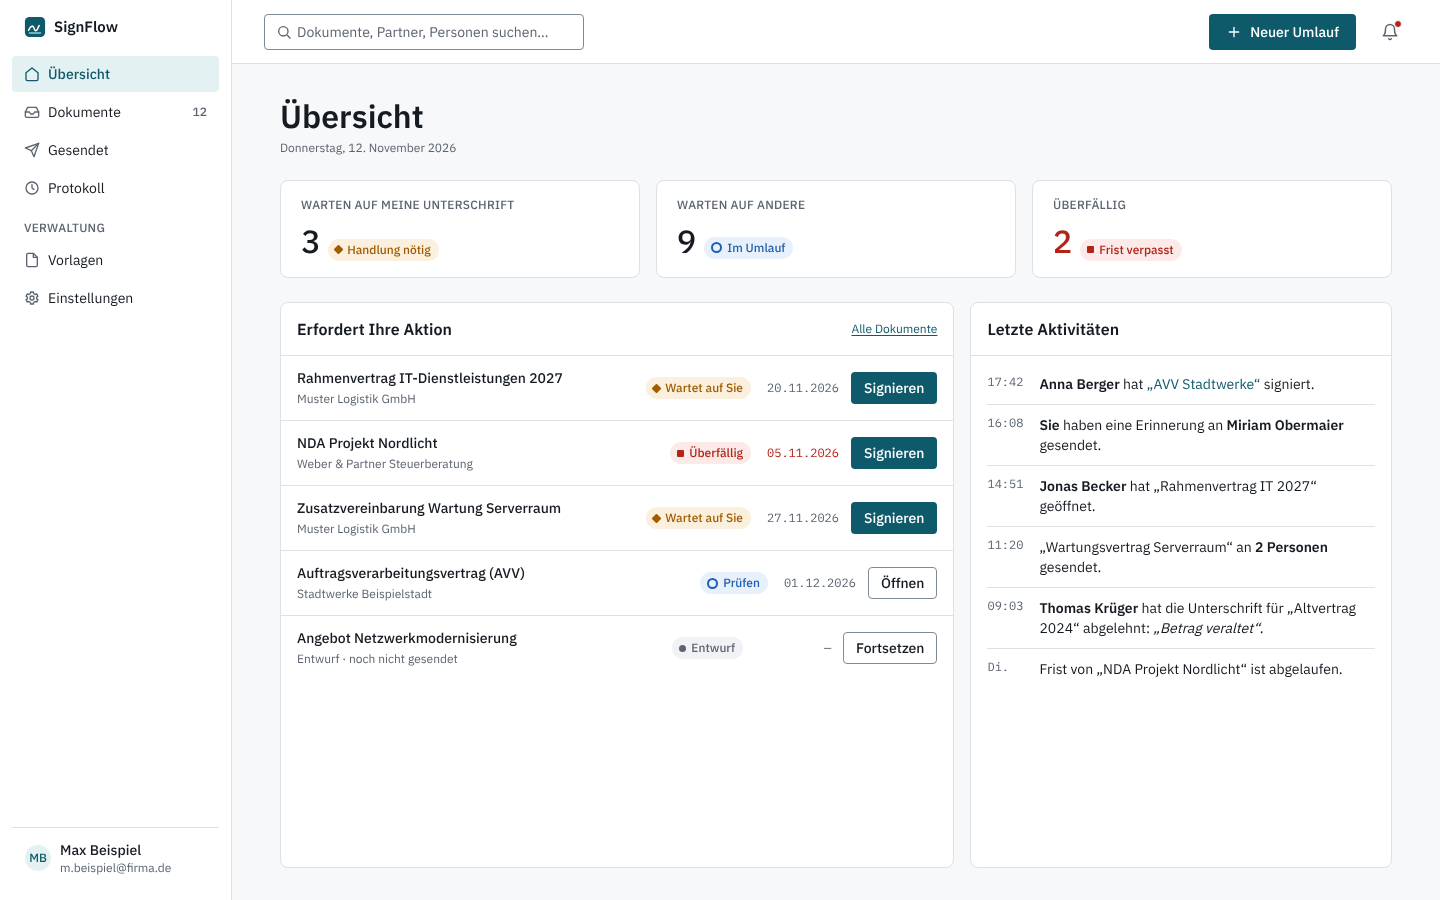 SignFlow
Übersicht
Dokumente 12
Gesendet
Protokoll
VERWALTUNG
Vorlagen
Einstellungen
MB
Max Beispiel
m.beispiel@firma.de
Dokumente, Partner, Personen suchen…
Neuer Umlauf
Übersicht
Donnerstag, 12. November 2026
WARTEN AUF MEINE UNTERSCHRIFT
3 Handlung nötig
WARTEN AUF ANDERE
9 Im Umlauf
ÜBERFÄLLIG
2 Frist verpasst
Erfordert Ihre Aktion Alle Dokumente
Rahmenvertrag IT-Dienstleistungen 2027
Muster Logistik GmbH
Wartet auf Sie 20.11.2026 Signieren
NDA Projekt Nordlicht
Weber & Partner Steuerberatung
Überfällig 05.11.2026 Signieren
Zusatzvereinbarung Wartung Serverraum
Muster Logistik GmbH
Wartet auf Sie 27.11.2026 Signieren
Auftragsverarbeitungsvertrag (AVV)
Stadtwerke Beispielstadt
Prüfen 01.12.2026 Öffnen
Angebot Netzwerkmodernisierung
Entwurf · noch nicht gesendet
Entwurf – Fortsetzen
Letzte Aktivitäten
17:42 Anna Berger hat „AVV Stadtwerke“ signiert.
16:08 Sie haben eine Erinnerung an Miriam Obermaier
gesendet.
14:51 Jonas Becker hat „Rahmenvertrag IT 2027“
geöffnet.
11:20 „Wartungsvertrag Serverraum“ an 2 Personen
gesendet.
09:03 Thomas Krüger hat die Unterschrift für „Altvertrag
2024“ abgelehnt: „Betrag veraltet“.
Di. Frist von „NDA Projekt Nordlicht“ ist abgelaufen.